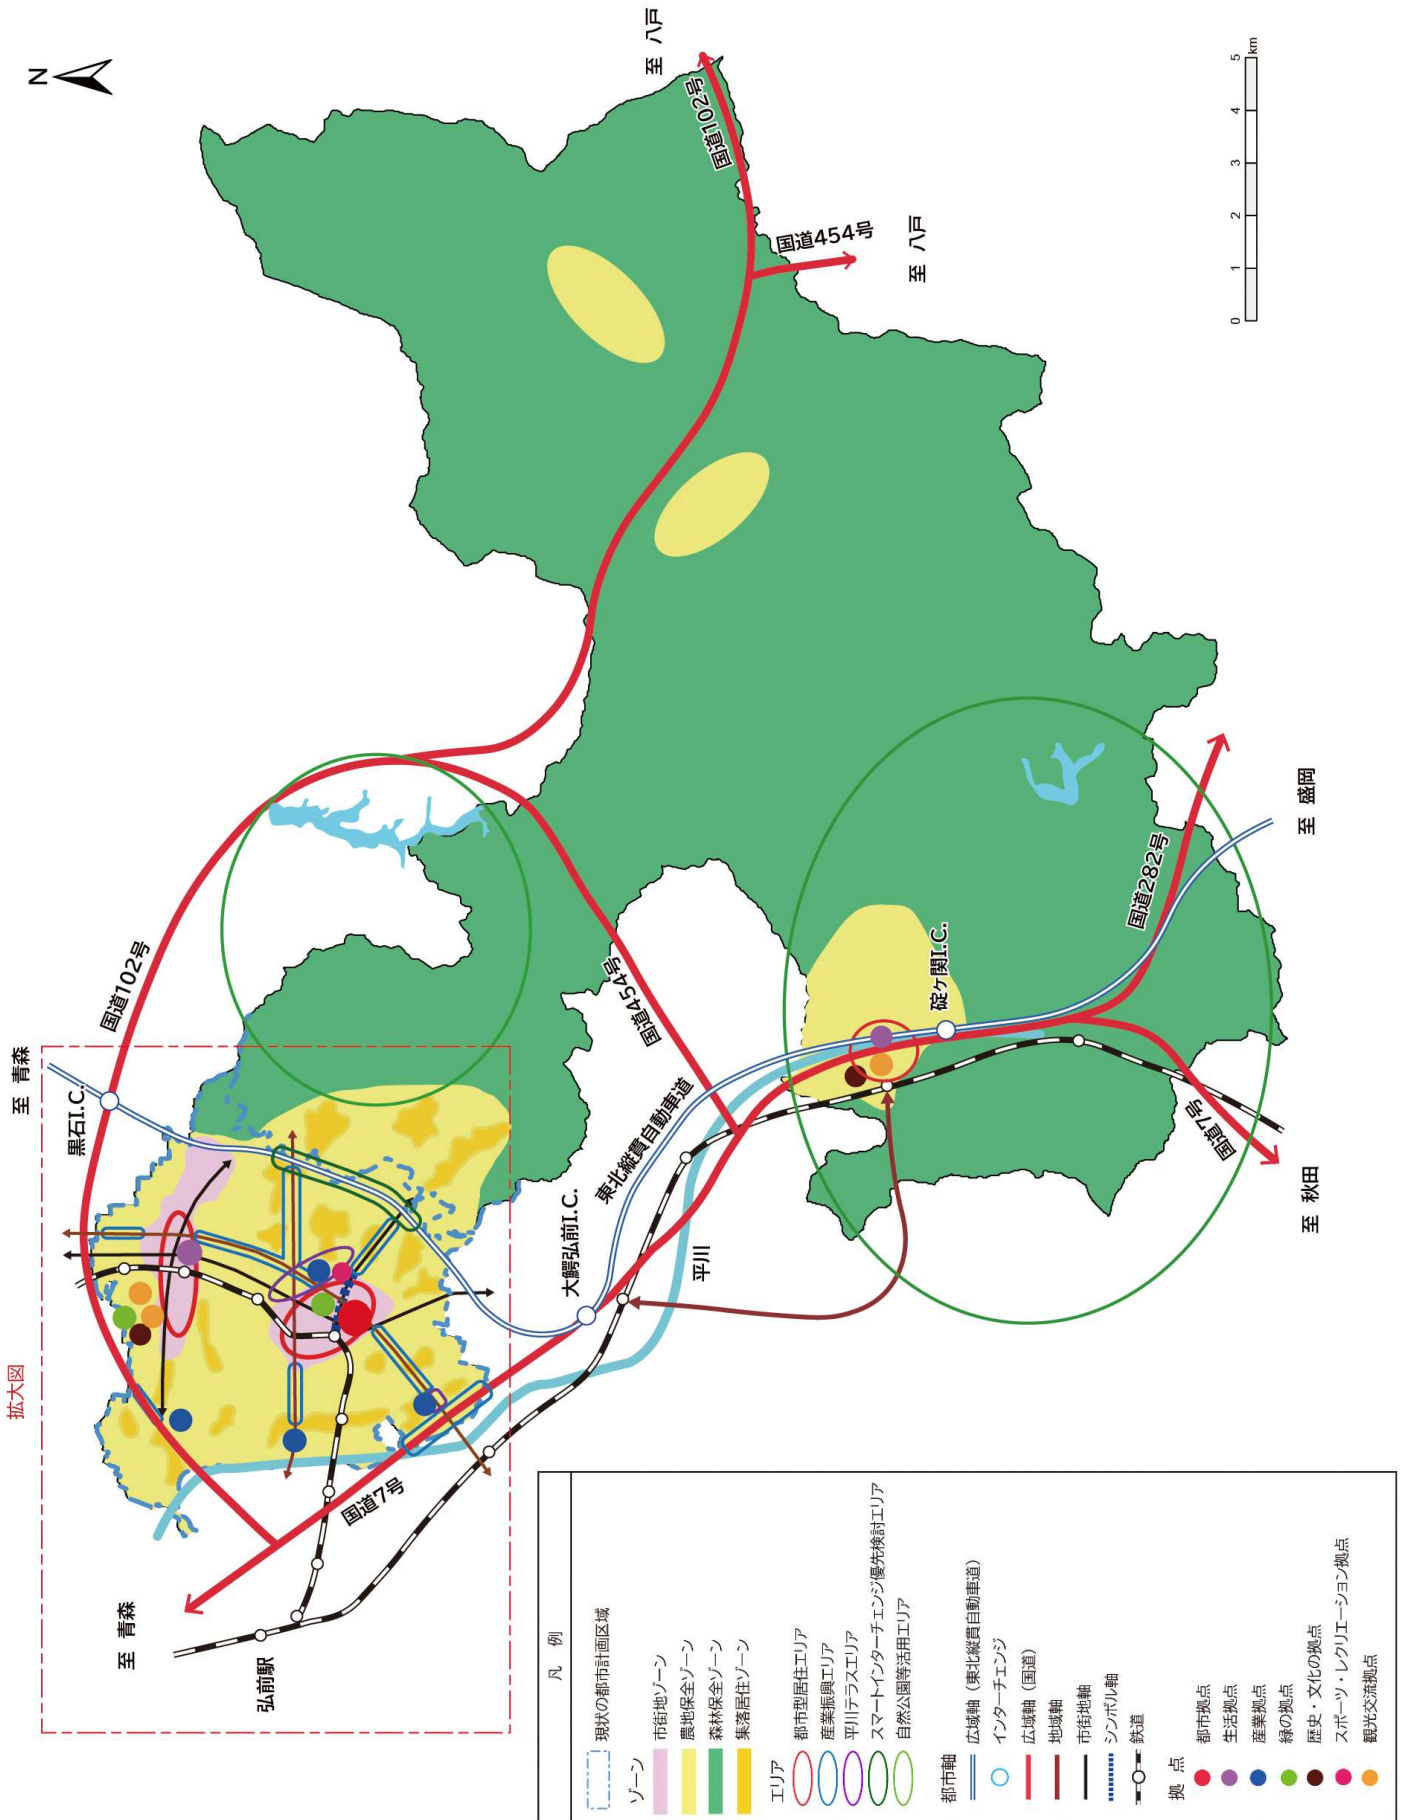 拡大図
N
至 青森
黒石I.C.
国道102号
至 青森
弘前駅
国道7号
大鰐弘前I.C.
東北縦貫自動車道
平川
国道454号
国道102号
至 八戸
国道454号
至 八戸
碇ヶ関I.C.
国道282号
至 盛岡
国道7号
至 秋田
0 1 2 3 4 5
km
凡 例
現状の都市計画区域
ゾーン
市街地ゾーン
農地保全ゾーン
森林保全ゾーン
集落居住ゾーン
エリア
都市型居住エリア
産業振興エリア
平川テラスエリア
スマートインターチェンジ優先検討エリア
自然公園等活用エリア
都市軸
広域軸（東北縦貫自動車道）
インターチェンジ
広域軸（国道）
地域軸
市街地軸
シンボル軸
鉄道
拠 点
都市拠点
生活拠点
産業拠点
緑の拠点
歴史・文化の拠点
スポーツ・レクリエーション拠点
観光交流拠点